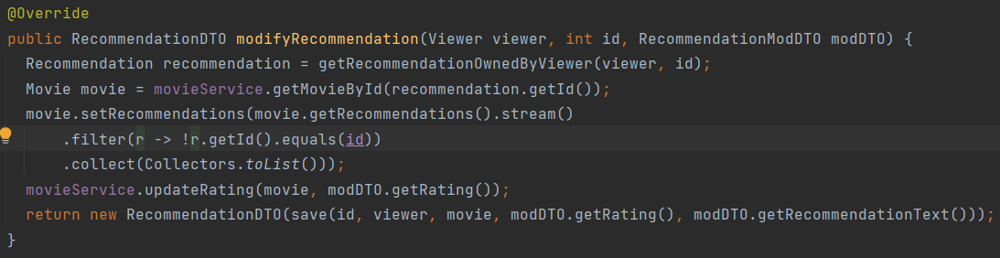 @Override
public RecommendationDTO modifyRecommendation(Viewer viewer, int id, RecommendationModDTO modDTO) {
Recommendation recommendation = getRecommendationOwnedByViewer(viewer, id);
Movie movie = movieService.getMovieById(recommendation.getId());
movie.setRecommendations(movie.getRecommendations().stream()
.filter(r -> !r.getId().equals(id))
.collect(Collectors.toList()));
movieService.updateRating(movie, modDTO.getRating());
return new RecommendationDTO(save(id, viewer, movie, modDTO.getRating(), modDTO.getRecommendationText()));
}